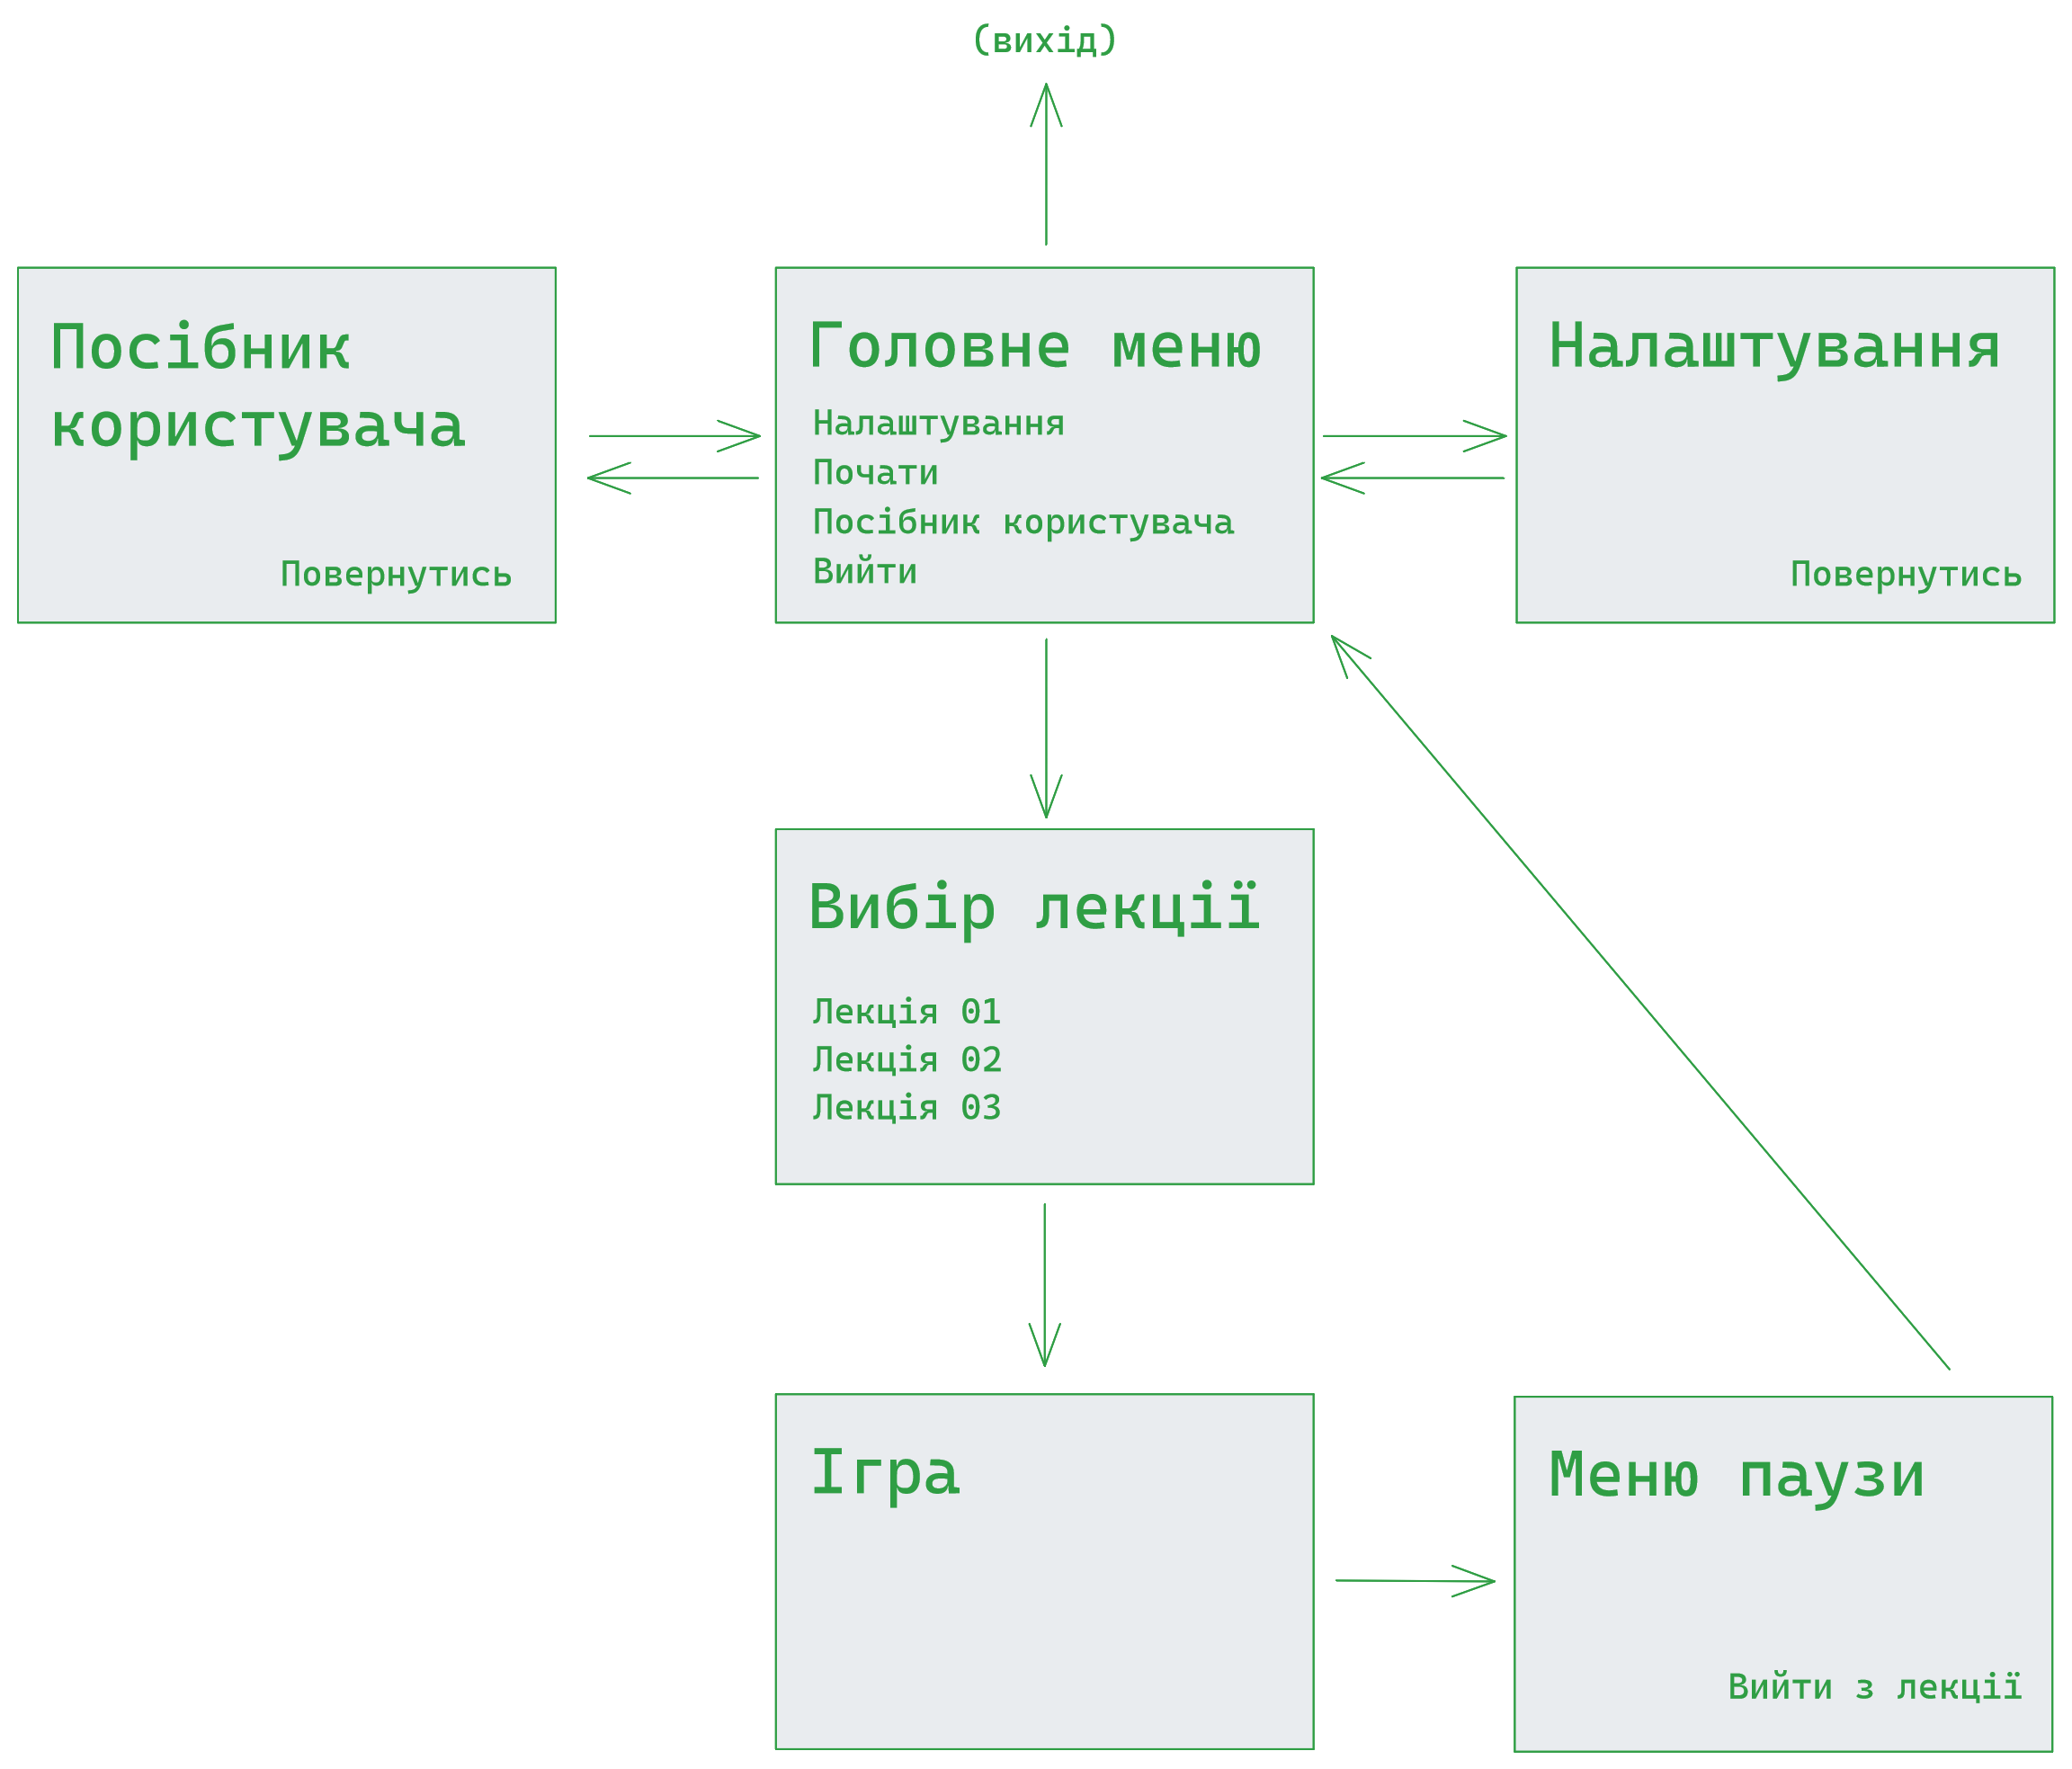 (вихід)
Посібник
користувача
Повернутись
Головне меню
Налаштування
Почати
Посібник користувача
Вийти
Налаштування
Повернутись
Вибір лекції
Лекція 01
Лекція 02
Лекція 03
Ігра
Меню паузи
Вийти з лекції